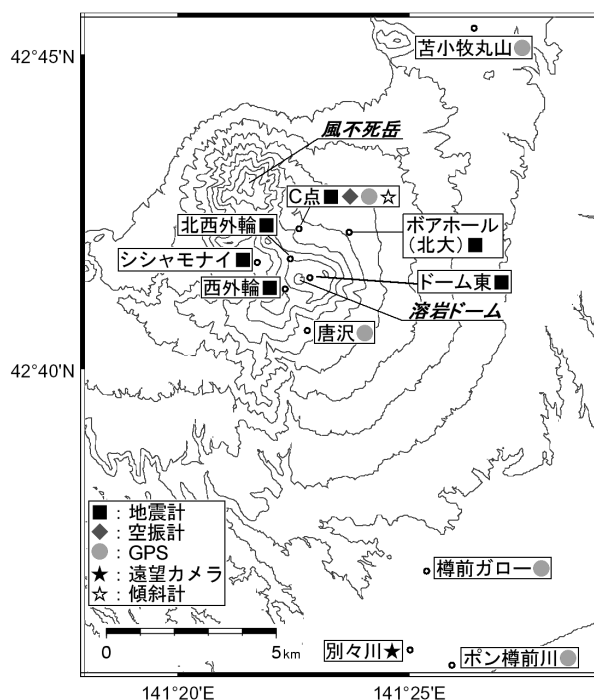 42°45'N
苫小牧丸山
風不死岳
C点
北西外輪
ボアホール
(北大)
シシャモナイ
西外輪
ドーム東
溶岩ドーム
唐沢
42°40'N
: 地震計
: 空振計
: GPS
: 遠望カメラ
: 傾斜計
樽前ガロー
0 5km
別々川
ポン樽前川
141°20'E 141°25'E